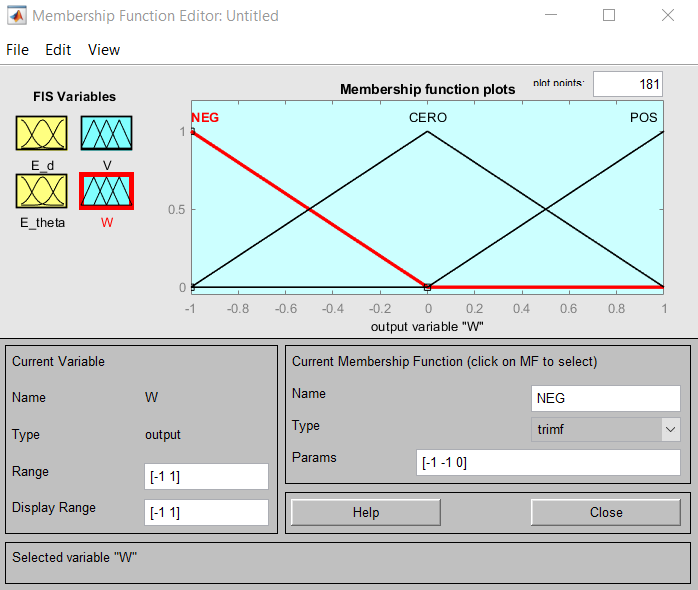 Membership Function Editor: Untitled
File Edit View
FIS Variables
E_d
V
E_theta
W
Membership function plots
plot points:
181
NEG
CERO
POS
1
0.5
0
-1 -0.8 -0.6 -0.4 -0.2 0 0.2 0.4 0.6 0.8 1
output variable "W"
Current Variable
Name W
Type output
Range [-1 1]
Display Range [-1 1]
Current Membership Function (click on MF to select)
Name NEG
Type trimf
Params [-1 -1 0]
Help
Close
Selected variable "W"